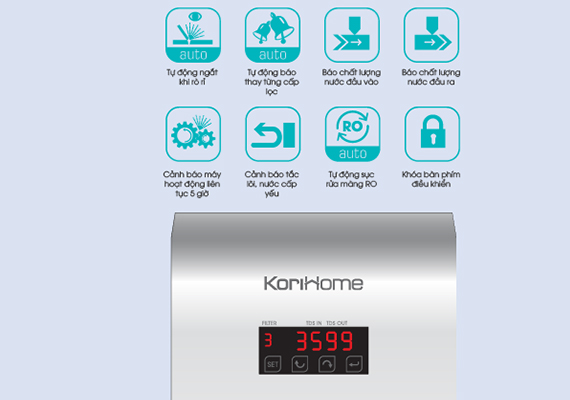 auto
auto
Tự động ngắt
khi rò rỉ
Tự động báo
thay từng cấp
lọc
Báo chất lượng
nước đầu vào
Báo chất lượng
nước đầu ra
RO
auto
Cảnh báo máy
hoạt động liên
tục 5 giờ
Cảnh báo tắc
lõi, nước cấp
yếu
Tự động sục
rửa màng RO
Khóa bàn phím
điều khiển
KoriHome
FILTER TDS IN TDS OUT
3 3599
SET